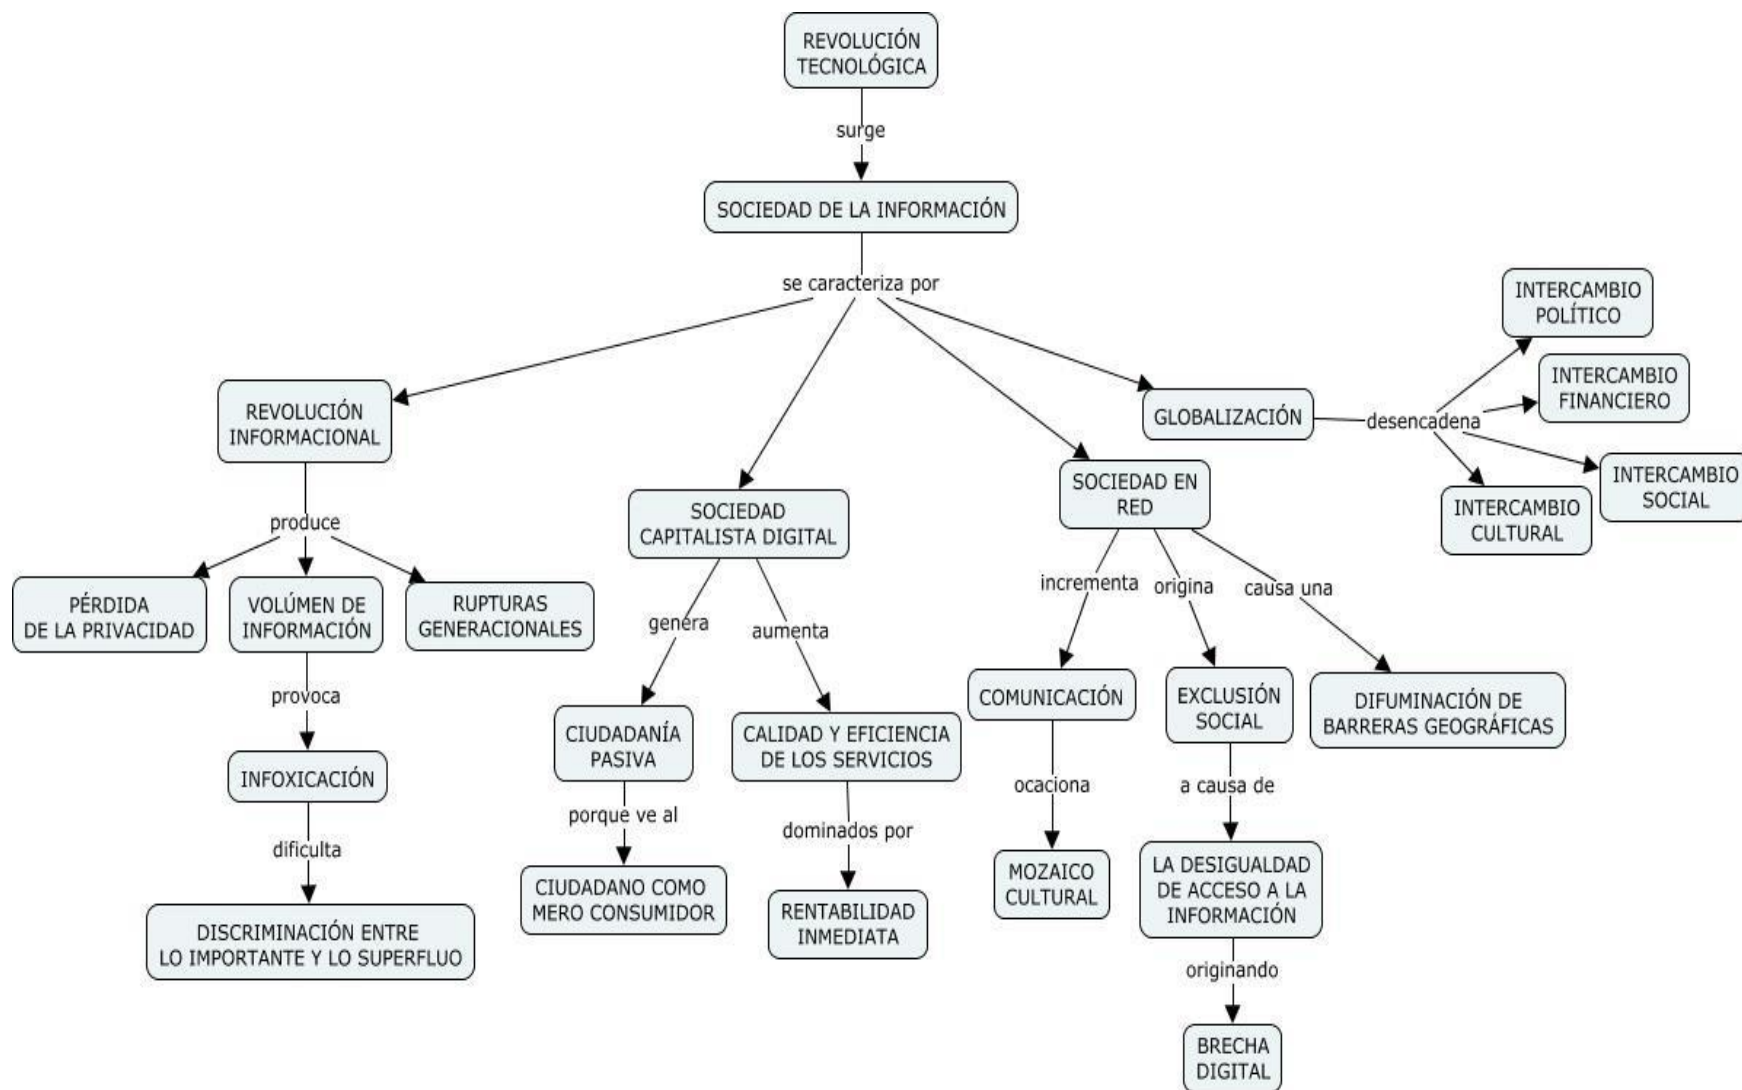 REVOLUCIÓN
TECNOLÓGICA
surge
SOCIEDAD DE LA INFORMACIÓN
se caracteriza por
REVOLUCIÓN
INFORMACIONAL
produce
PÉRDIDA
DE LA PRIVACIDAD
VOLÚMEN DE
INFORMACIÓN
RUPTURAS
GENERACIONALES
provoca
INFOXICACIÓN
dificulta
DISCRIMINACIÓN ENTRE
LO IMPORTANTE Y LO SUPERFLUO
SOCIEDAD
CAPITALISTA DIGITAL
genera
aumenta
CIUDADANÍA
PASIVA
porque ve al
CIUDADANO COMO
MERO CONSUMIDOR
CALIDAD Y EFICIENCIA
DE LOS SERVICIOS
dominados por
RENTABILIDAD
INMEDIATA
SOCIEDAD EN
RED
incrementa
origina
causa una
COMUNICACIÓN
ocaciona
MOZAICO
CULTURAL
EXCLUSIÓN
SOCIAL
a causa de
LA DESIGUALDAD
DE ACCESO A LA
INFORMACIÓN
originando
BRECHA
DIGITAL
DIFUMINACIÓN DE
BARRERAS GEOGRÁFICAS
GLOBALIZACIÓN
desencadena
INTERCAMBIO
POLÍTICO
INTERCAMBIO
FINANCIERO
INTERCAMBIO
SOCIAL
INTERCAMBIO
CULTURAL